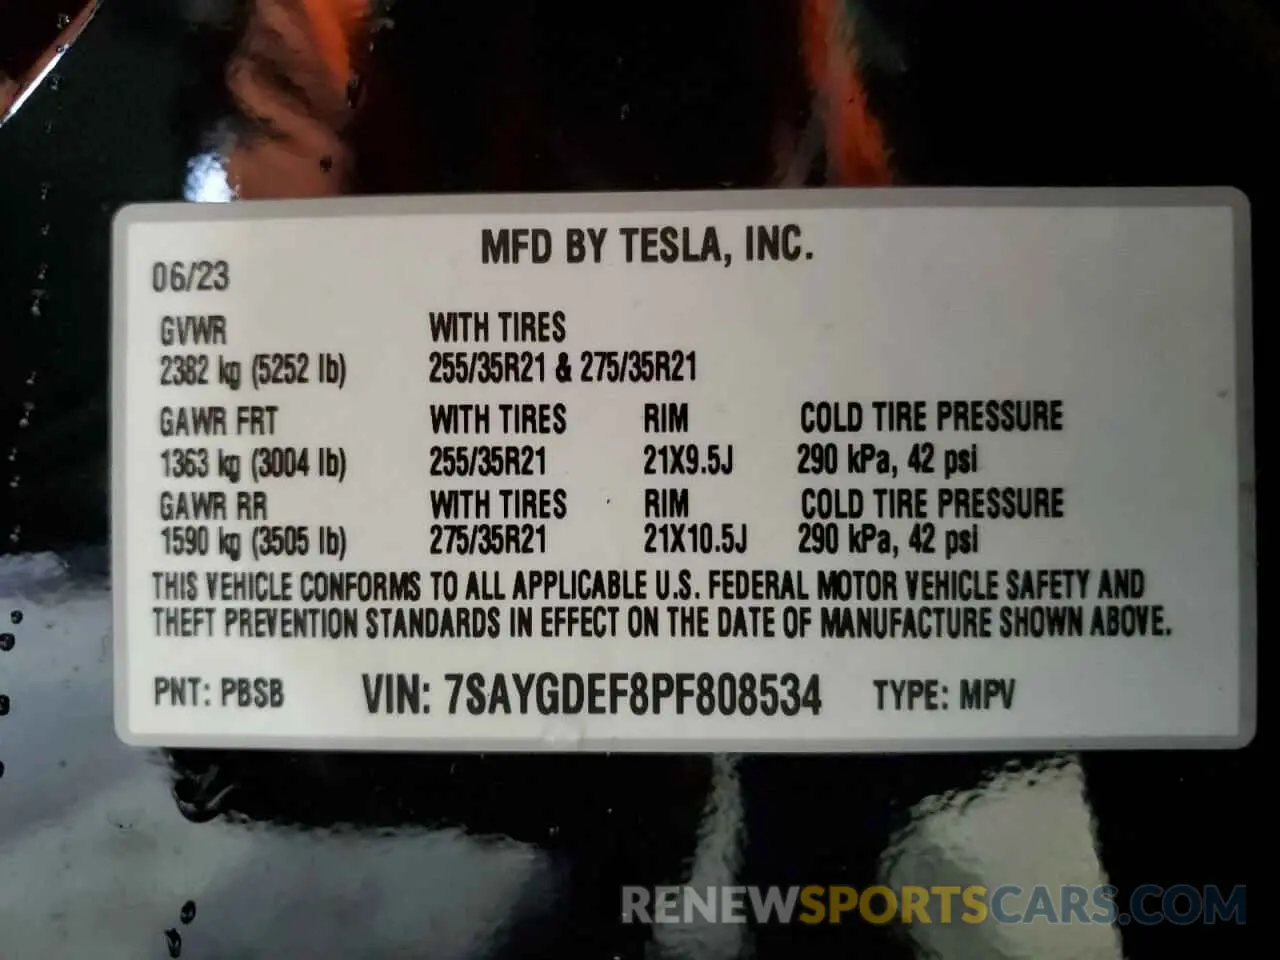 MFD BY TESLA, INC.
06/23
GVWR WITH TIRES
2382 kg (5252 lb) 255/35R21 & 275/35R21
GAWR FRT WITH TIRES RIM COLD TIRE PRESSURE
1363 kg (3004 lb) 255/35R21 21X9.5J 290 kPa, 42 psi
GAWR RR WITH TIRES RIM COLD TIRE PRESSURE
1590 kg (3505 lb) 275/35R21 21X10.5J 290 kPa, 42 psi
THIS VEHICLE CONFORMS TO ALL APPLICABLE U.S. FEDERAL MOTOR VEHICLE SAFETY AND
THEFT PREVENTION STANDARDS IN EFFECT ON THE DATE OF MANUFACTURE SHOWN ABOVE.
PNT: PBSB VIN: 7SAYGDEF8PF808534 TYPE: MPV
RENEWSPORTSCARS.COM